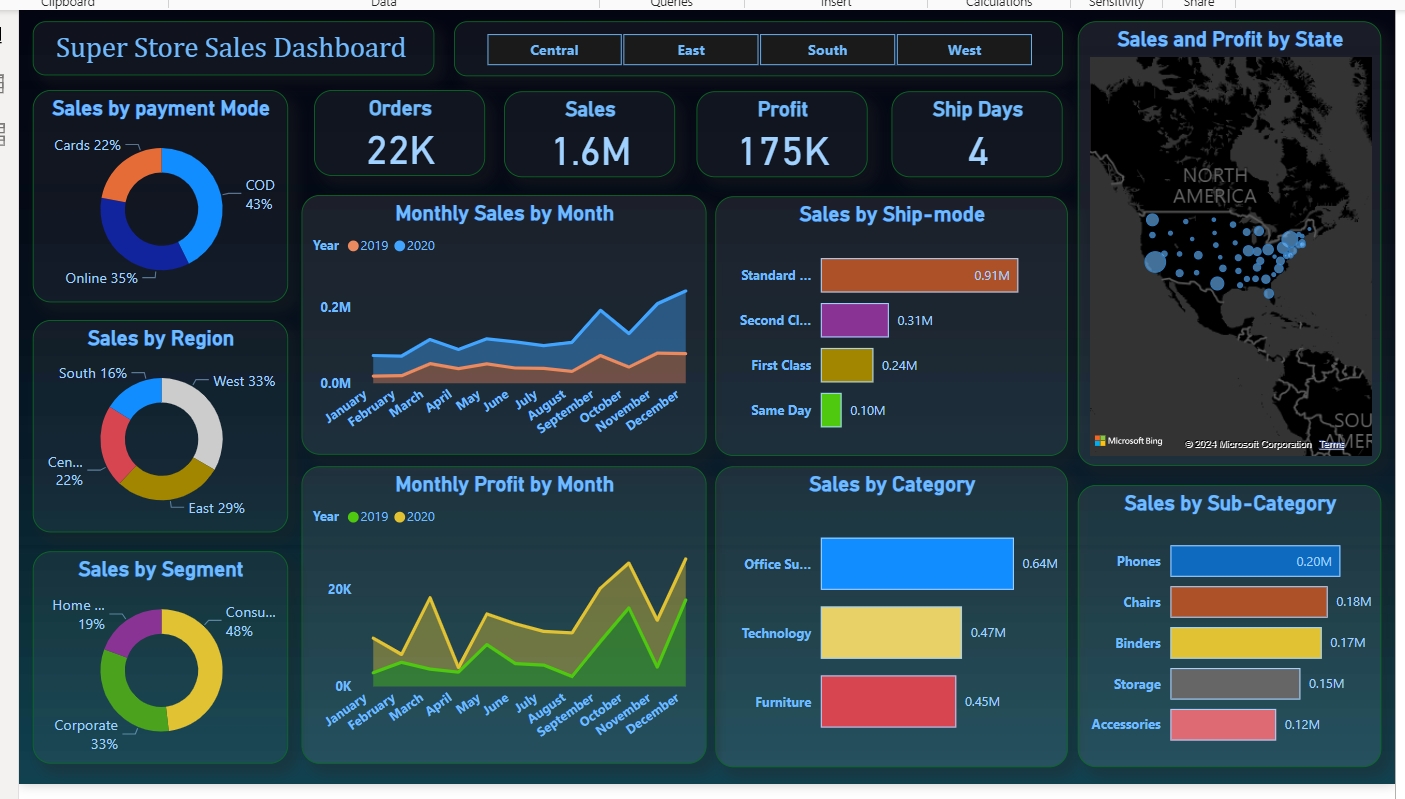 Clipboard
Data
Queries
Insert
Calculations
Sensitivity
Share
Super Store Sales Dashboard
Central
East
South
West
Sales and Profit by State
NORTH
AMERICA
Microsoft Bing
© 2024 Microsoft Corporation
Terms
Sales by payment Mode
Cards 22%
COD
43%
Online 35%
Orders
22K
Sales
1.6M
Profit
175K
Ship Days
4
Monthly Sales by Month
Year 2019 2020
0.2M
0.0M
January
February
March
April
May
June
July
August
September
October
November
December
Sales by Ship-mode
Standard ...
0.91M
Second Cl...
0.31M
First Class
0.24M
Same Day
0.10M
Sales by Region
South 16%
West 33%
Cen...
22%
East 29%
Sales by Segment
Home ...
19%
Consu...
48%
Corporate
33%
Monthly Profit by Month
Year 2019 2020
20K
0K
January
February
March
April
May
June
July
August
September
October
November
December
Sales by Category
Office Su...
0.64M
Technology
0.47M
Furniture
0.45M
Sales by Sub-Category
Phones
0.20M
Chairs
0.18M
Binders
0.17M
Storage
0.15M
Accessories
0.12M